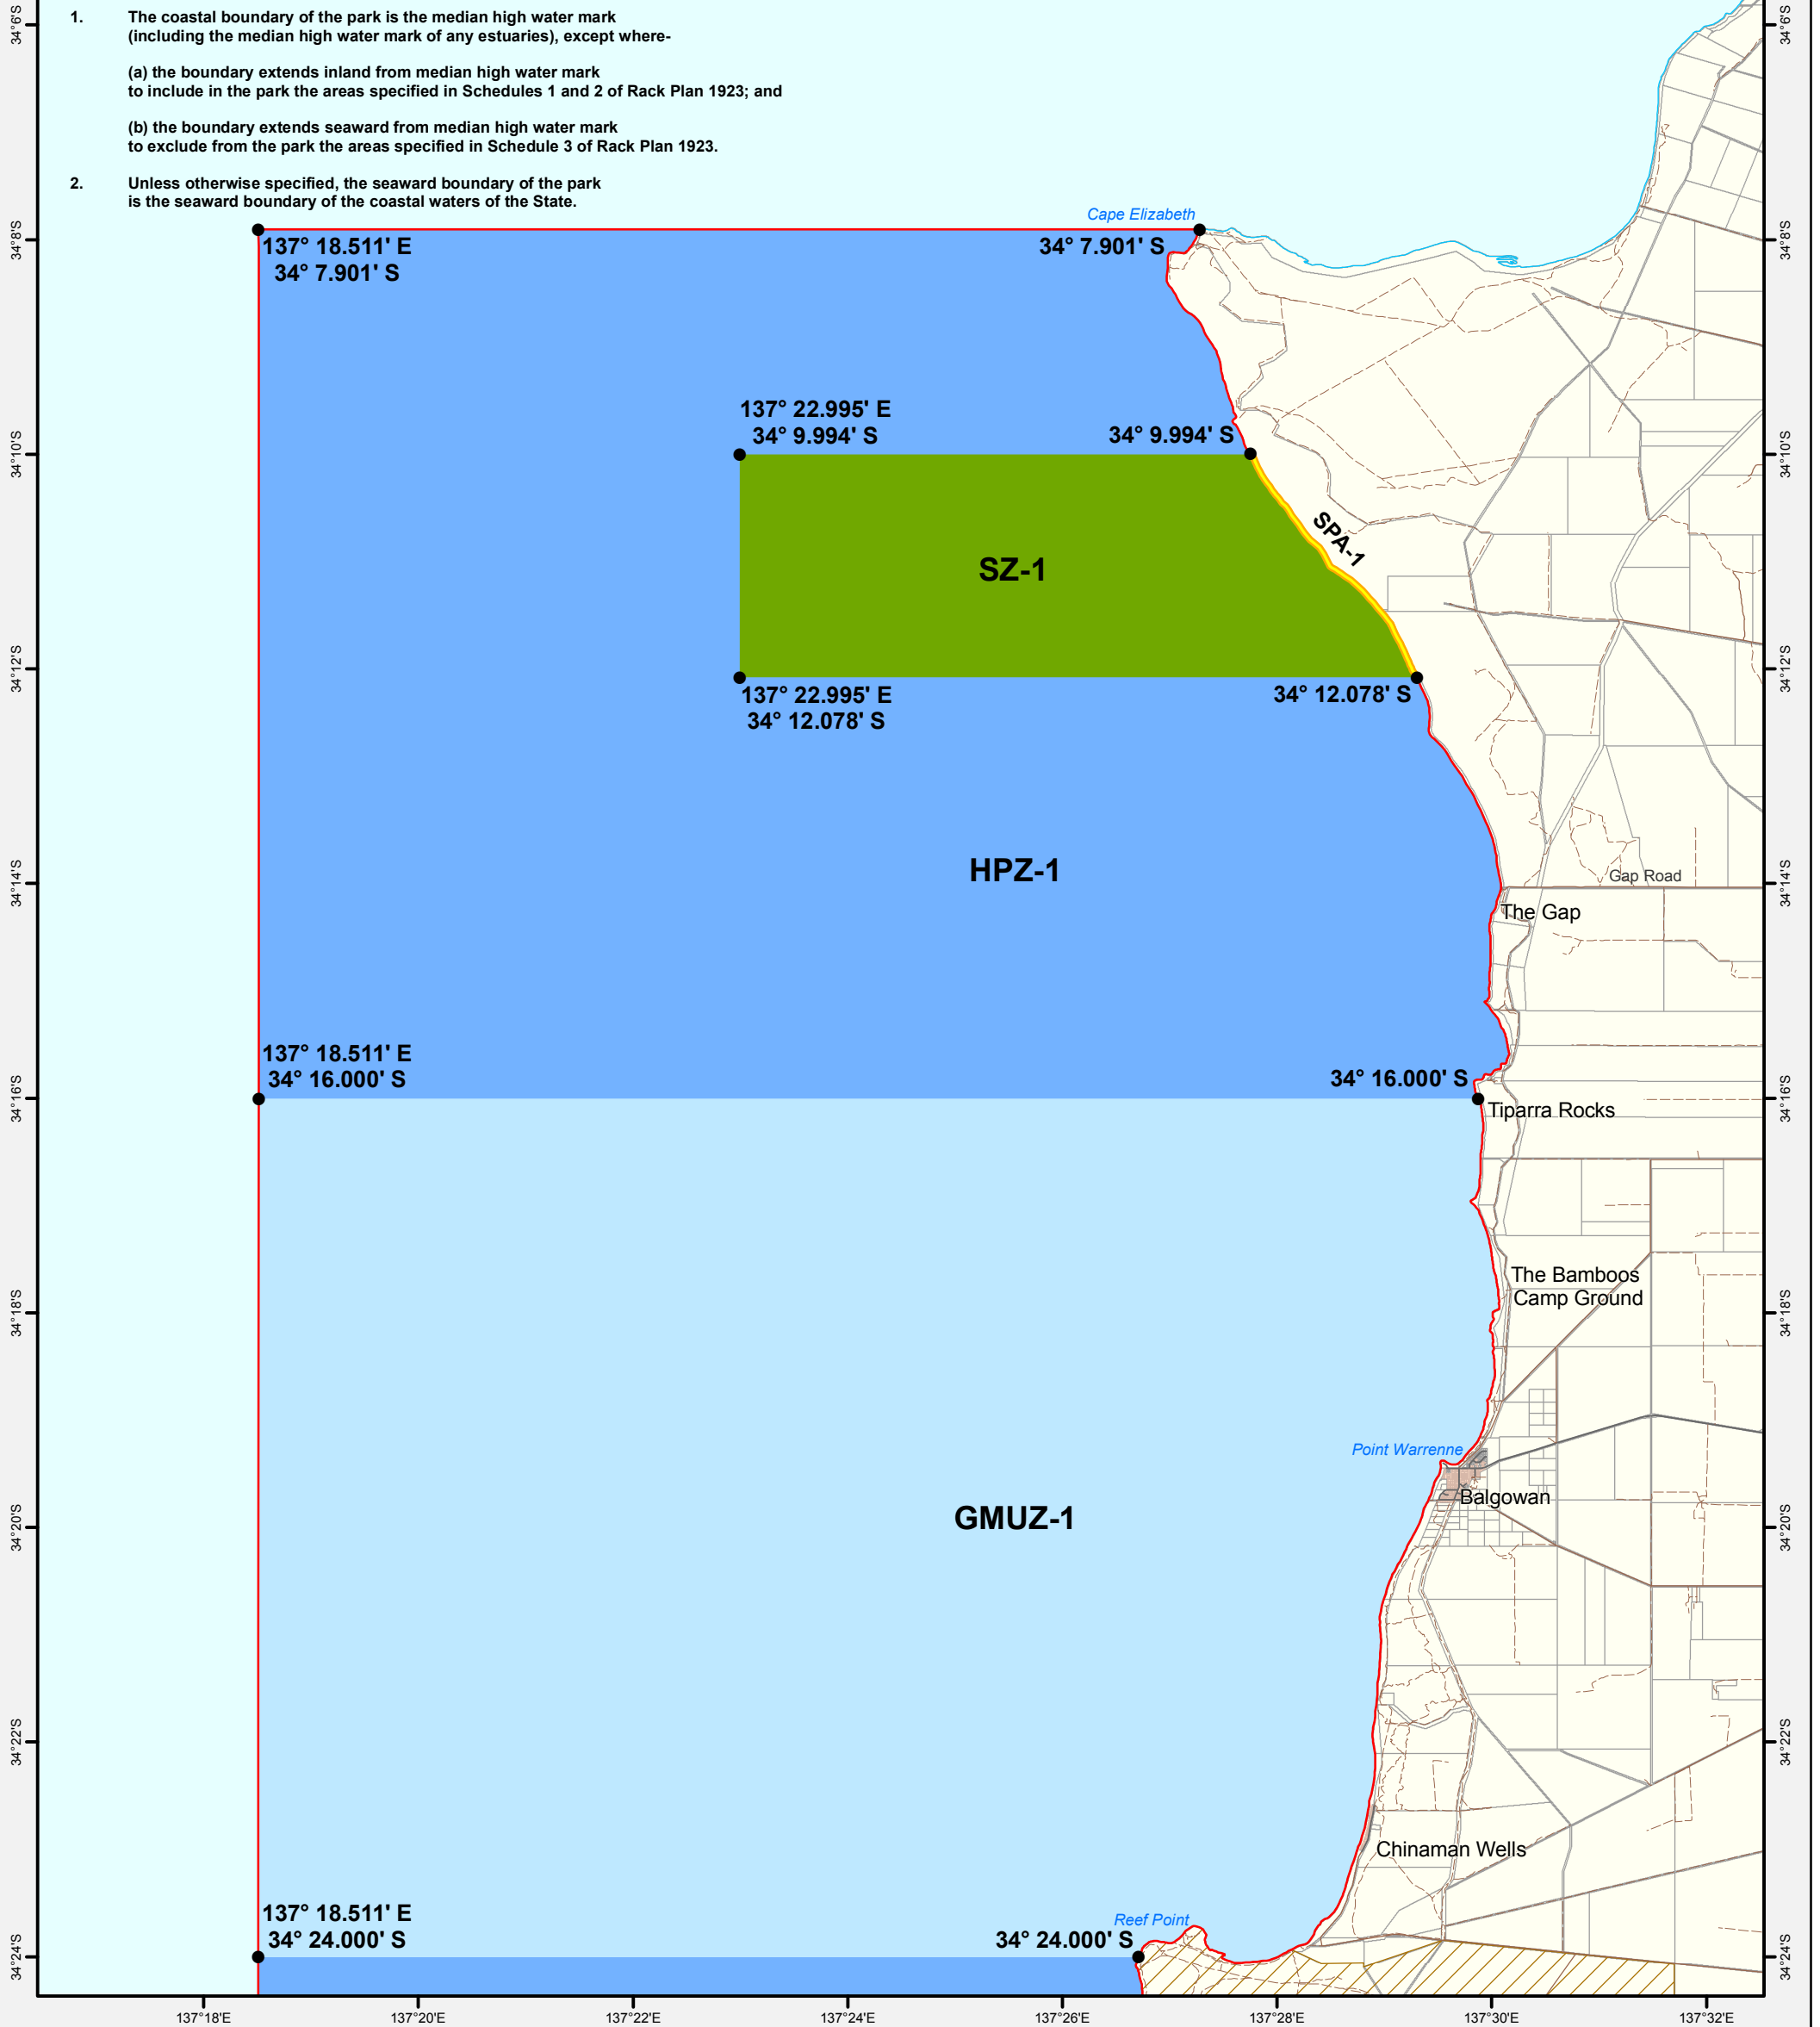 1. The coastal boundary of the park is the median high water mark
(including the median high water mark of any estuaries), except where-
(a) the boundary extends inland from median high water mark
to include in the park the areas specified in Schedules 1 and 2 of Rack Plan 1923; and
(b) the boundary extends seaward from median high water mark
to exclude from the park the areas specified in Schedule 3 of Rack Plan 1923.
2. Unless otherwise specified, the seaward boundary of the park
is the seaward boundary of the coastal waters of the State.
34°6'S
34°6'S
Cape Elizabeth
34°8'S
137° 18.511' E
34° 7.901' S
34° 7.901' S
34°8'S
137° 22.995' E
34° 9.994' S
34° 9.994' S
34°10'S
34°10'S
SPA-1
SZ-1
34°12'S
34°12'S
137° 22.995' E
34° 12.078' S
34° 12.078' S
HPZ-1
34°14'S
Gap Road
34°14'S
The Gap
137° 18.511' E
34° 16.000' S
34° 16.000' S
34°16'S
34°16'S
Tiparra Rocks
The Bamboos
Camp Ground
34°18'S
34°18'S
Point Warrenne
Balgowan
GMUZ-1
34°20'S
34°20'S
34°22'S
34°22'S
Chinaman Wells
137° 18.511' E
34° 24.000' S
Reef Point
34° 24.000' S
34°24'S
34°24'S
137°18'E
137°20'E
137°22'E
137°24'E
137°26'E
137°28'E
137°30'E
137°32'E